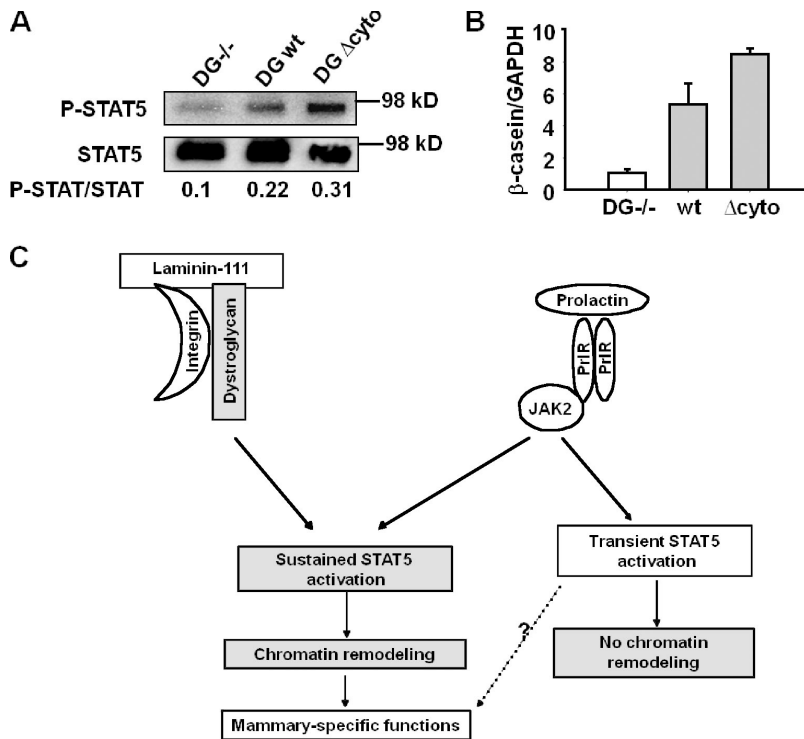 A
DG-/-
DG wt
DG Δcyto
P-STAT5
98 kD
STAT5
98 kD
P-STAT/STAT 0.1 0.22 0.31
B
β-casein/GAPDH
10
8
6
4
2
0
DG-/- wt Δcyto
C
Laminin-111
Integrin
Dystroglycan
Prolactin
PrlR
PrlR
JAK2
Sustained STAT5
activation
Transient STAT5
activation
?
Chromatin remodeling
No chromatin
remodeling
Mammary-specific functions